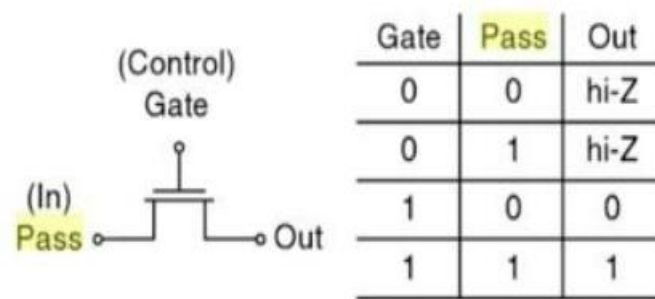 (Control)
Gate
(In)
Pass
Out
Gate Pass Out
0 0 hi-Z
0 1 hi-Z
1 0 0
1 1 1